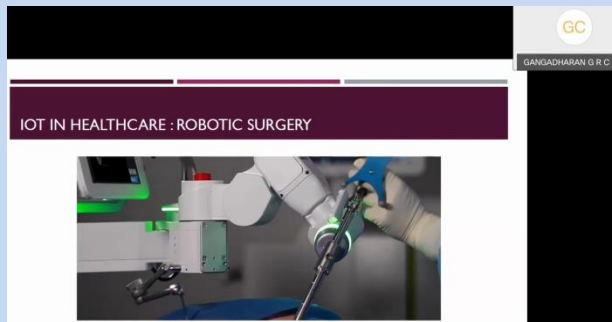 GC
GANGADHARAN G R C
IOT IN HEALTHCARE : ROBOTIC SURGERY